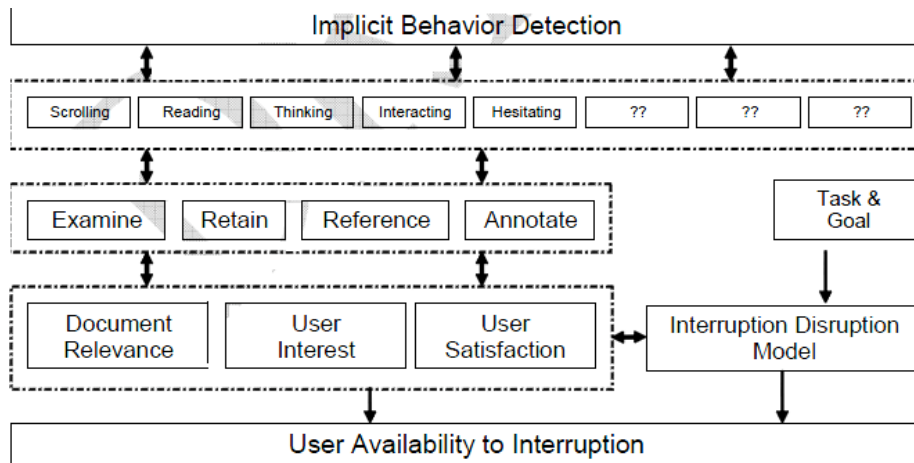 Implicit Behavior Detection
Scrolling
Reading
Thinking
Interacting
Hesitating
??
??
??
Examine
Retain
Reference
Annotate
Task &
Goal
Document
Relevance
User
Interest
User
Satisfaction
Interruption Disruption
Model
User Availability to Interruption